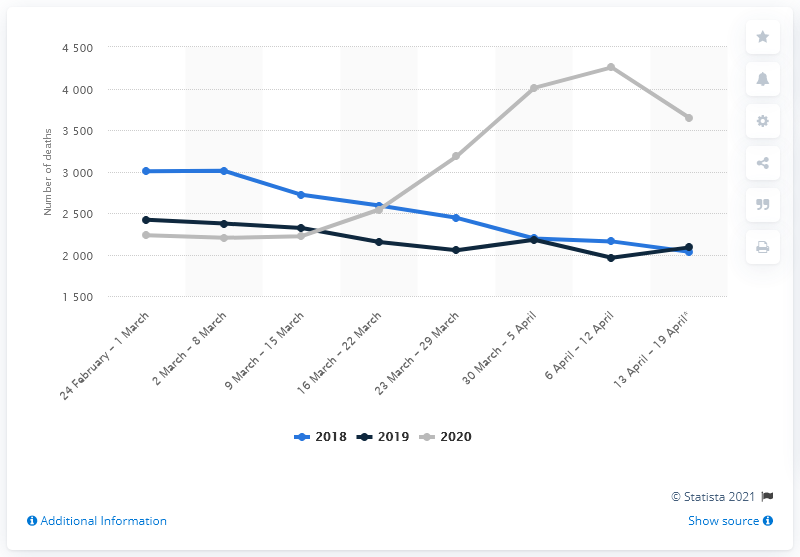 4 500
4 000
3 500
3 000
2 500
2 000
1 500
Number of deaths
24 February – 1 March
2 March – 8 March
9 March – 15 March
16 March – 22 March
23 March – 29 March
30 March – 5 April
6 April – 12 April
13 April – 19 April*
2018 2019 2020
© Statista 2021
Additional Information
Show source